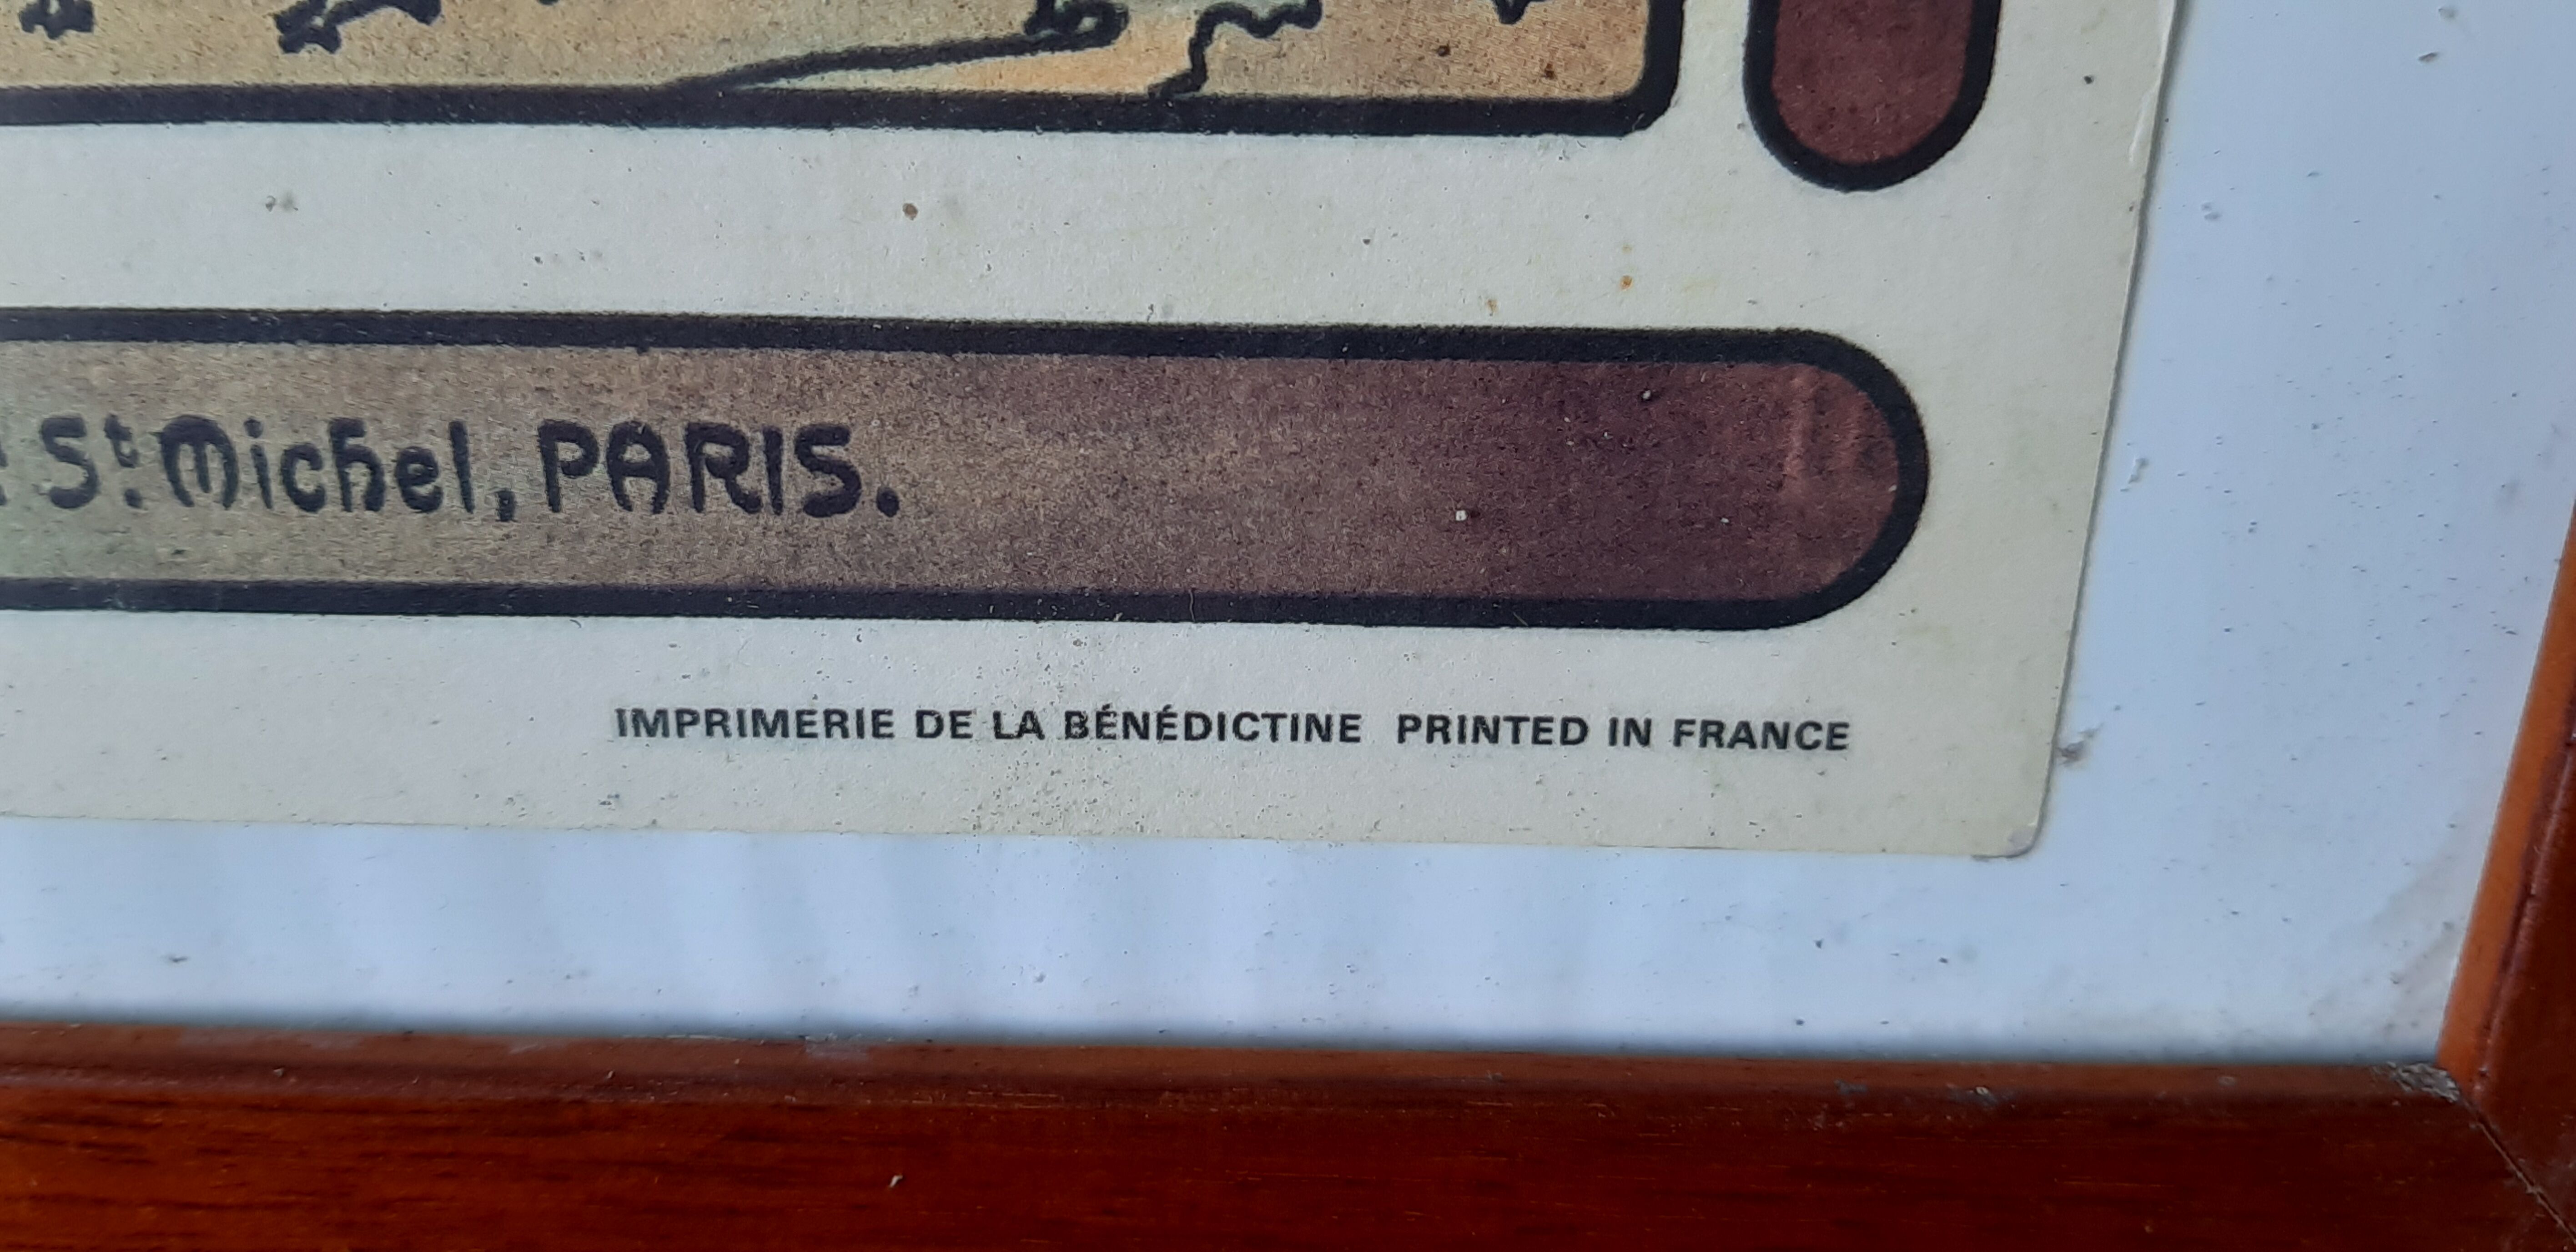 St. Michel, PARIS.
IMPRIMERIE DE LA BÉNÉDICTINE PRINTED IN FRANCE